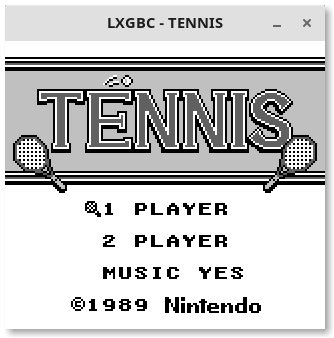 LXGBC - TENNIS
TENNIS
1 PLAYER
2 PLAYER
MUSIC YES
©1989 Nintendo